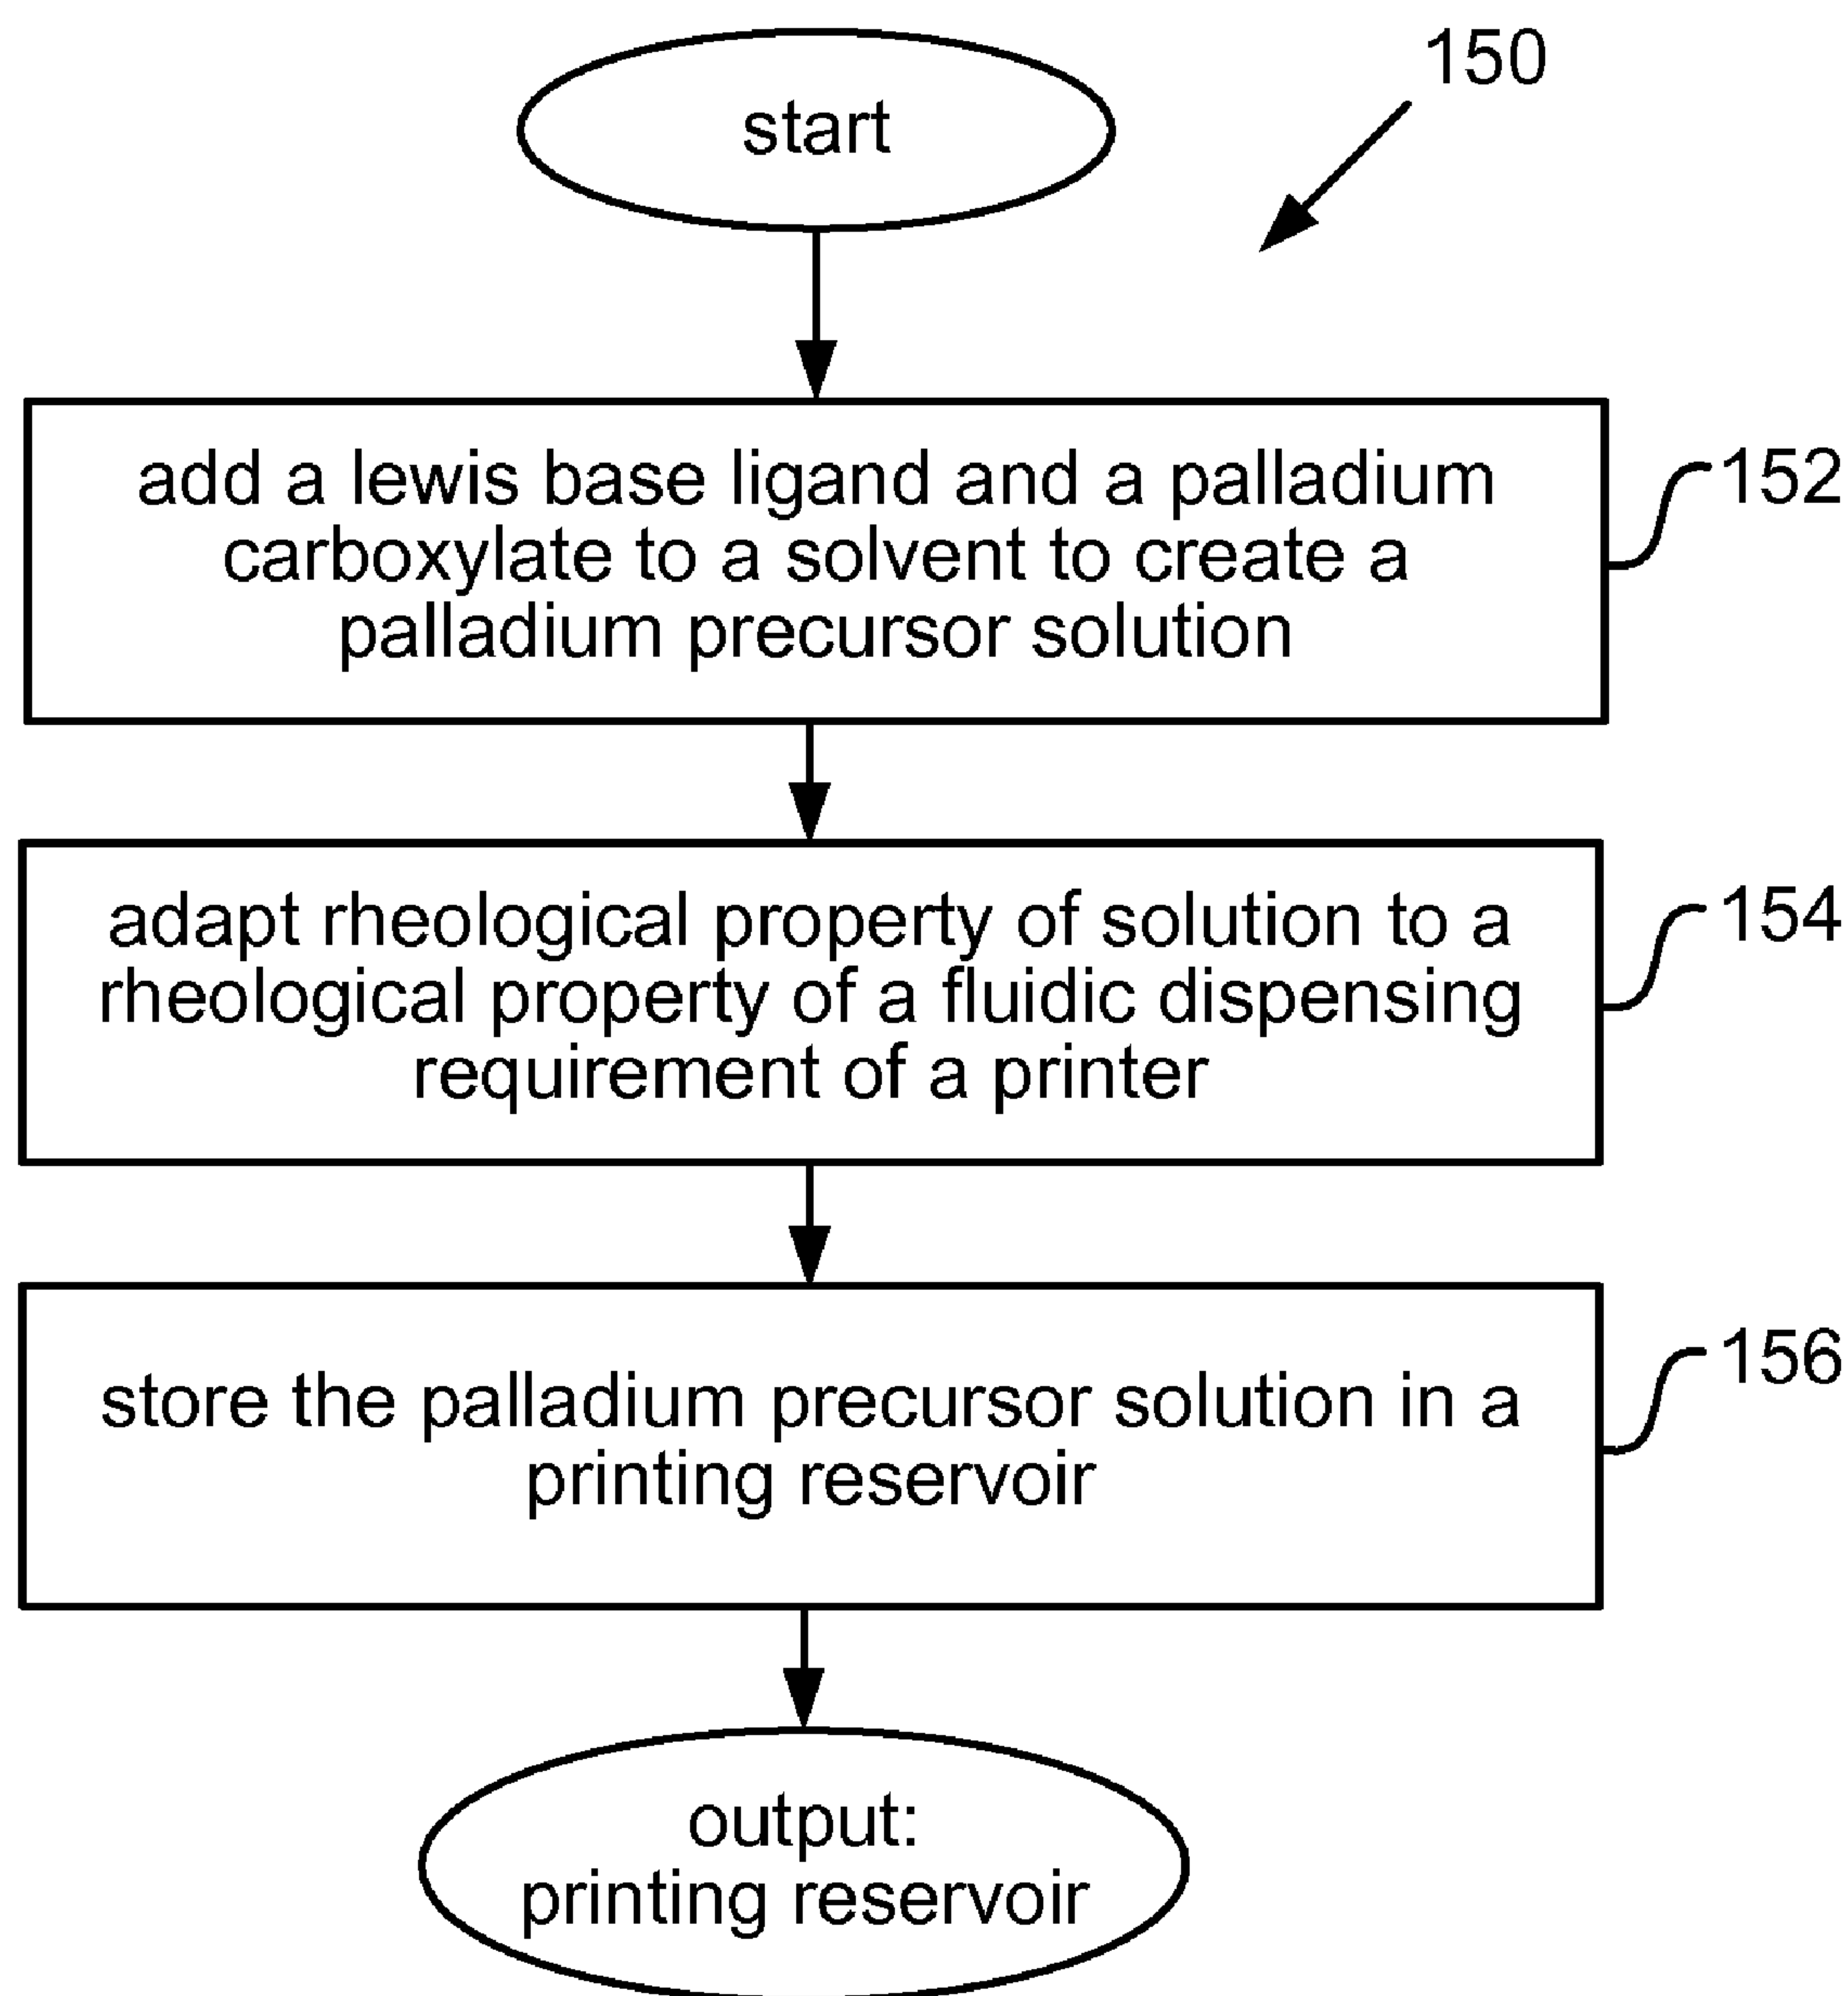 start
150
add a lewis base ligand and a palladium
carboxylate to a solvent to create a
palladium precursor solution
152
adapt rheological property of solution to a
rheological property of a fluidic dispensing
requirement of a printer
154
store the palladium precursor solution in a
printing reservoir
156
output:
printing reservoir